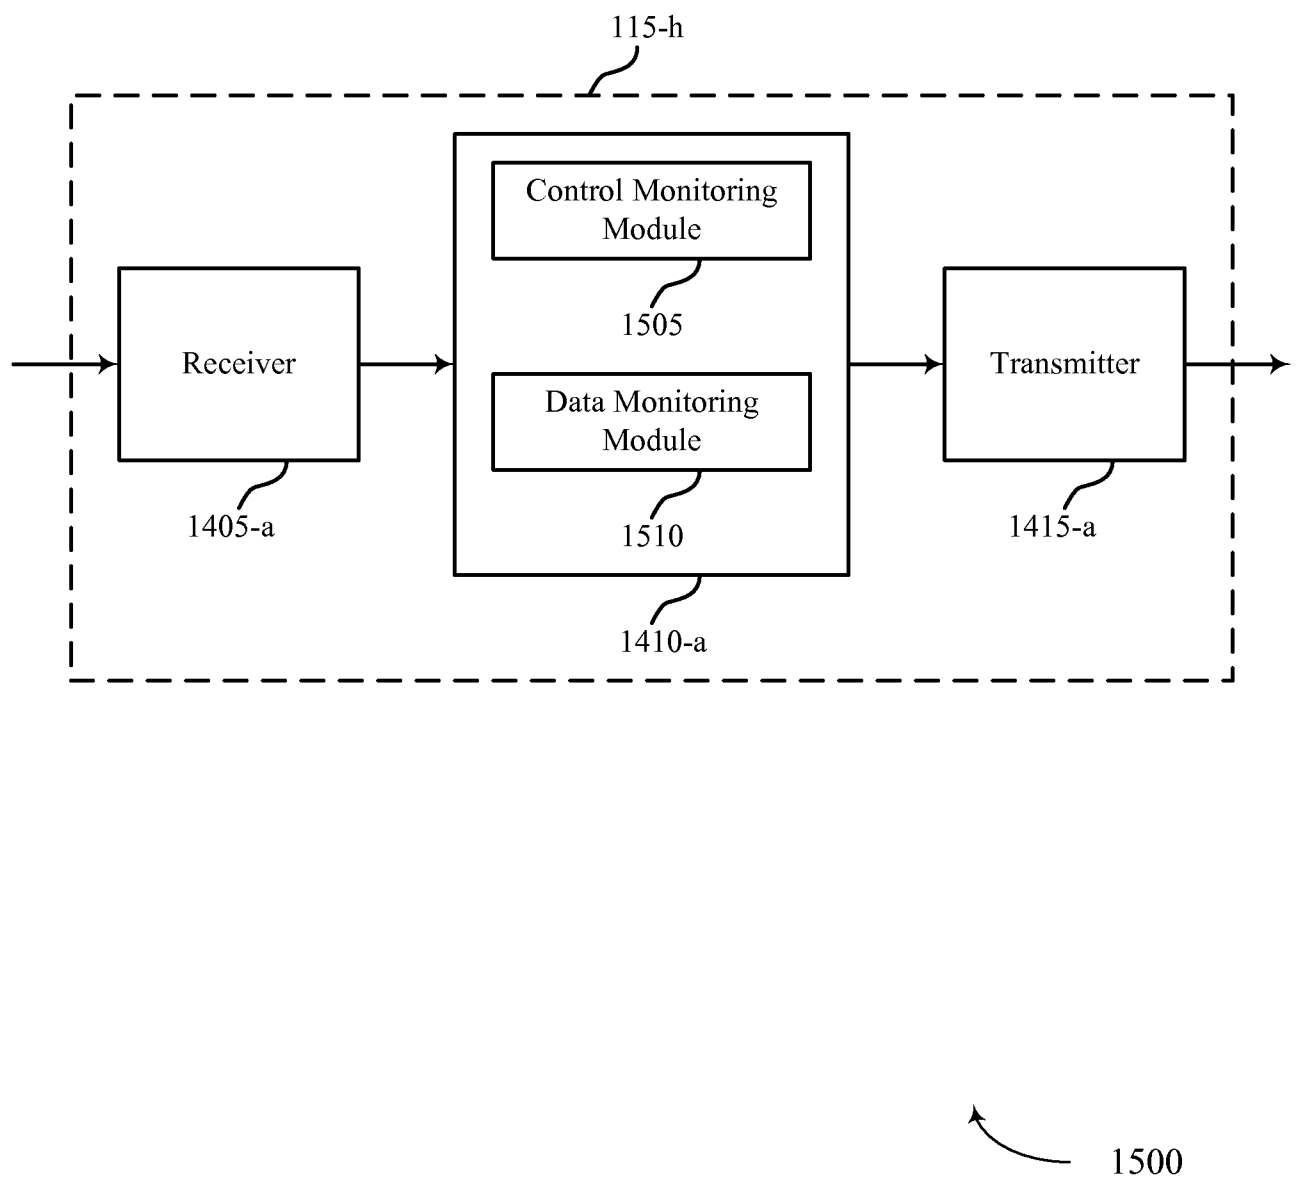 115-h
Control Monitoring
Module
1505
Receiver
Transmitter
Data Monitoring
Module
1405-a
1510
1415-a
1410-a
1500